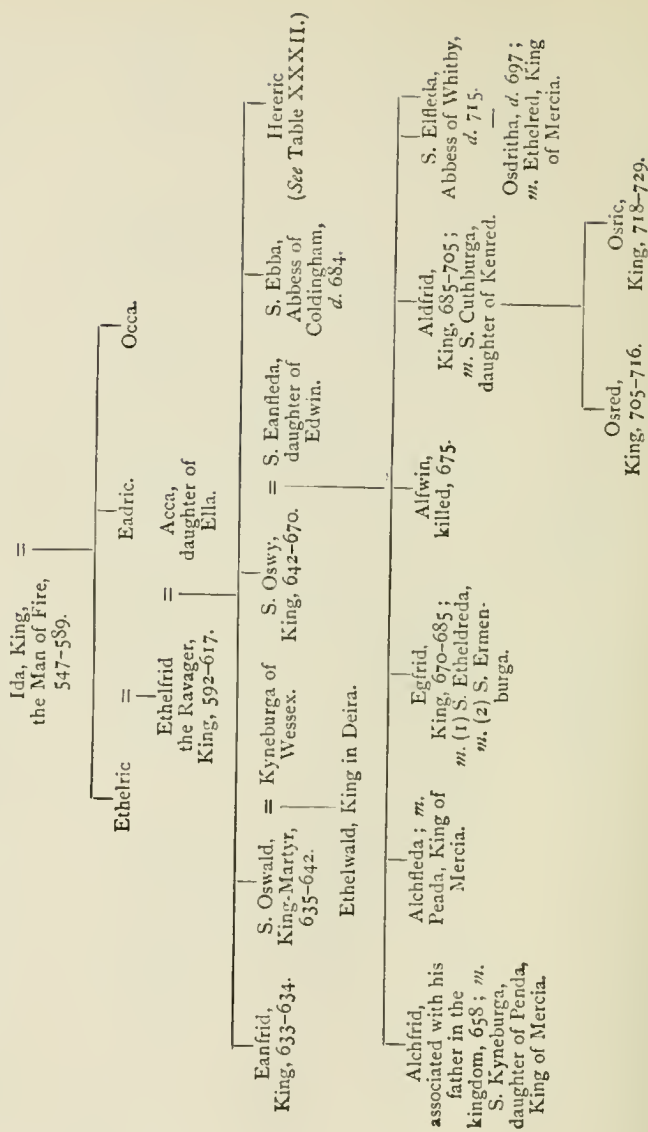 Ida, King,
the Man of Fire,
547-589.
=
Ethelric
=
Eadric.
Occa.
Ethelfrid
the Ravager,
King, 592-617.
=
Acca,
daughter of
Ella.
Eanfrid,
King, 633-634.
S. Oswald,
King-Martyr,
635-642.
=
Kyneburga of
Wessex.
S. Oswy,
King, 642-670.
=
S. Eanfleda,
daughter of
Edwin.
S. Ebba,
Abbess of
Coldingham,
d. 684.
Hereric
(See Table XXXII.)
Ethelwald, King in Deira.
Alchfrid,
associated with his
father in the
kingdom, 658; m.
S. Kyneburga,
daughter of Penda,
King of Mercia.
Alchfleda; m.
Peada, King of
Mercia.
Egfrid,
King, 670-685;
m. (1) S. Etheldreda,
m. (2) S. Ermen-
burga.
Alfwin,
killed, 675.
Aldfrid,
King, 685-705;
m. S. Cuthburga,
daughter of Kenred.
S. Elfleda,
Abbess of Whitby,
d. 715.
—
Osdritha, d. 697;
m. Ethelred, King
of Mercia.
Osred,
King, 705-716.
Osric,
King, 718-729.